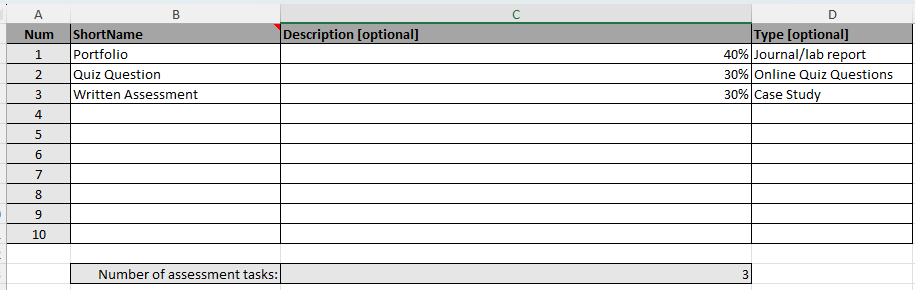 A B C D
Num ShortName Description [optional] Type [optional]
1 Portfolio 40% Journal/lab report
2 Quiz Question 30% Online Quiz Questions
3 Written Assessment 30% Case Study
4
5
6
7
8
9
10
Number of assessment tasks: 3